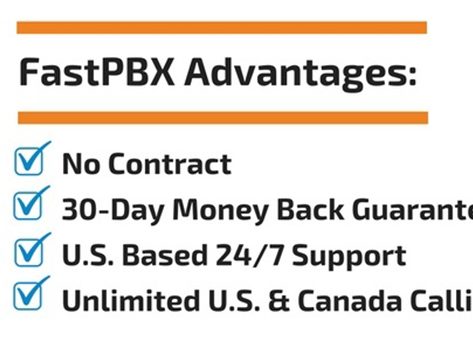 FastPBX Advantages:
No Contract
30-Day Money Back Guarante
U.S. Based 24/7 Support
Unlimited U.S. & Canada Calli